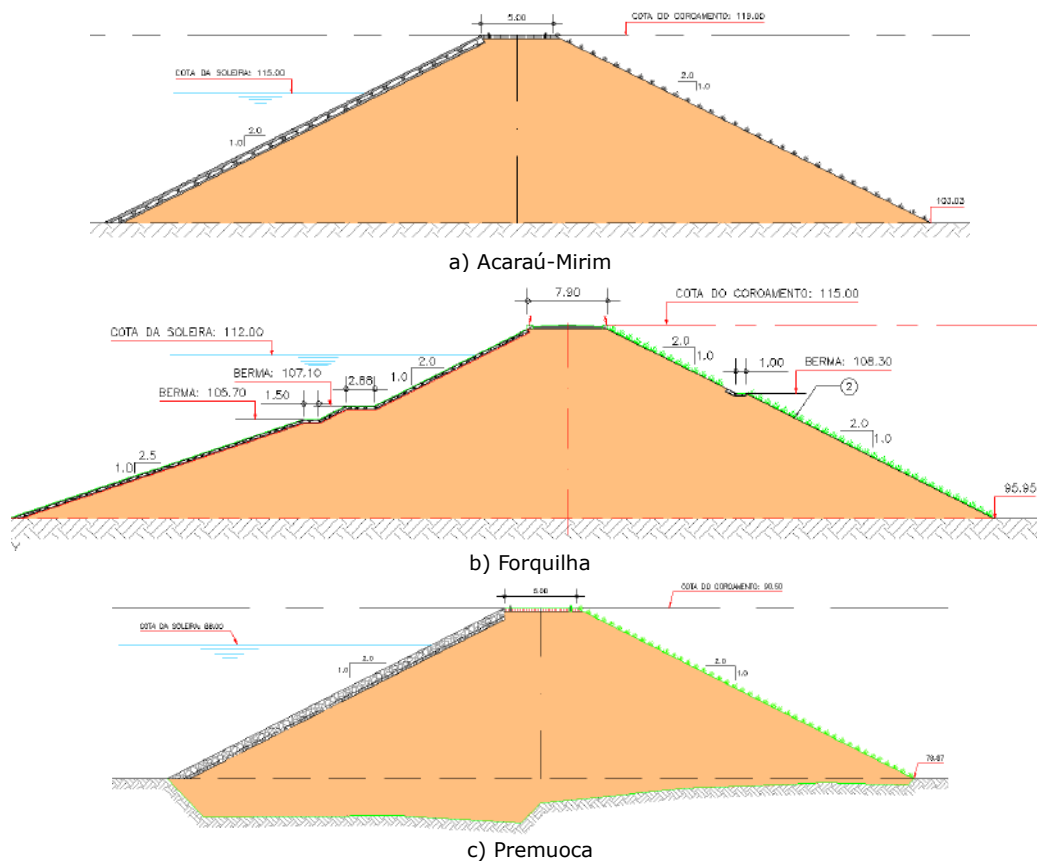 5.00
COTA DO COROAMENTO: 119.00
COTA DA SOLEIRA: 115.00
2.0
1.0
2.0
1.0
103.03
a) Acaraú-Mirim
7.90
COTA DO COROAMENTO: 115.00
COTA DA SOLEIRA: 112.00
2.0
1.0
2.0
1.0
1.00
BERMA: 108.30
BERMA: 107.10
2.88
1.50
BERMA: 105.70
2
2.0
1.0
2.5
1.0
95.95
Y
b) Forquilha
COTA DO COROAMENTO: 90.50
COTA DA SOLEIRA: 88.00
2.0
1.0
2.0
1.0
c) Premuoca